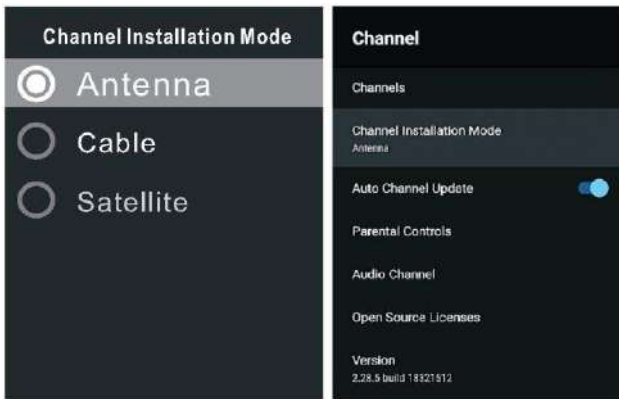 Channel Installation Mode
Antenna
Cable
Satellite
Channel
Channels
Channel Installation Mode
Antenna
Auto Channel Update
Parental Controls
Audio Channel
Open Source Licenses
Version
2.28.5 build 18321512